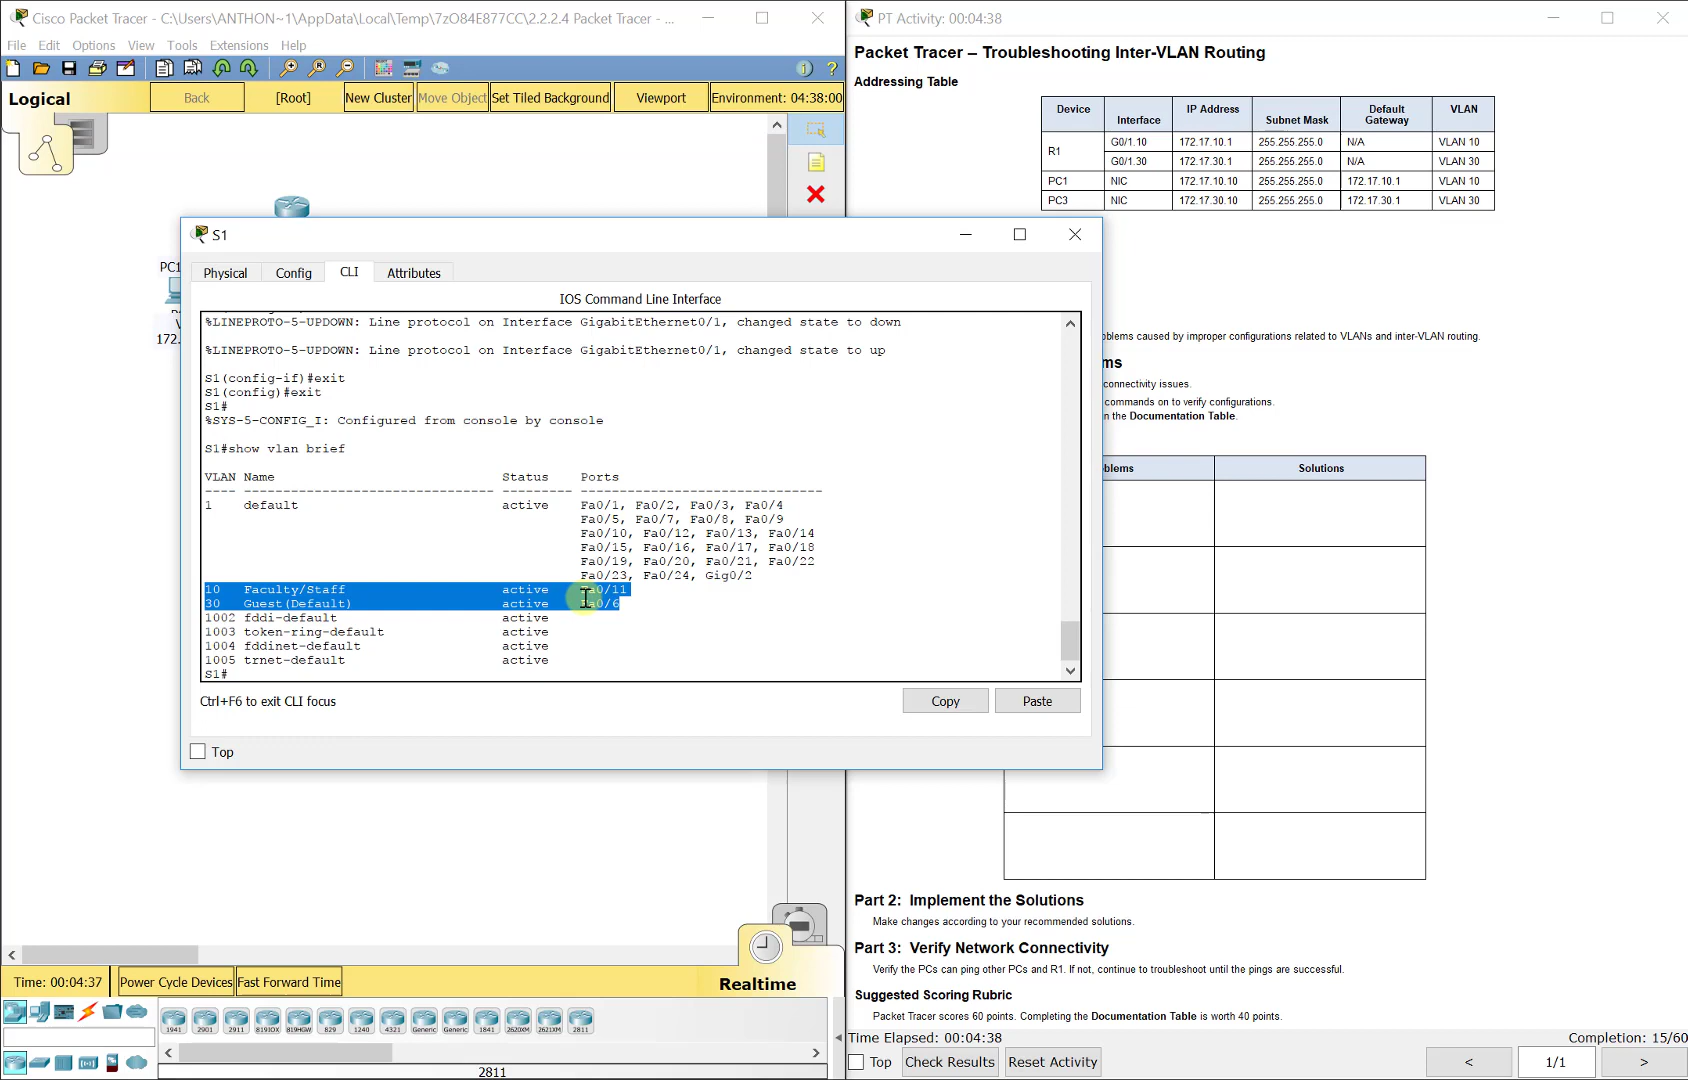 Cisco Packet Tracer - C:\Users\ANTHON~1\AppData\Local\Temp\7zO84E877CC\2.2.2.4 Packet Tracer - ...
File Edit Options View Tools Extensions Help
Logical
Back
[Root]
New Cluster
Move Object
Set Tiled Background
Viewport
Environment: 04:38:00
PC1
172.
S1
Physical Config CLI Attributes
IOS Command Line Interface
%LINEPROTO-5-UPDOWN: Line protocol on Interface GigabitEthernet0/1, changed state to down
%LINEPROTO-5-UPDOWN: Line protocol on Interface GigabitEthernet0/1, changed state to up
S1(config-if)#exit
S1(config)#exit
S1#
%SYS-5-CONFIG_I: Configured from console by console
S1#show vlan brief
VLAN Name Status Ports
---- -------------------------------- --------- -------------------------------
1 default active Fa0/1, Fa0/2, Fa0/3, Fa0/4
Fa0/5, Fa0/7, Fa0/8, Fa0/9
Fa0/10, Fa0/12, Fa0/13, Fa0/14
Fa0/15, Fa0/16, Fa0/17, Fa0/18
Fa0/19, Fa0/20, Fa0/21, Fa0/22
Fa0/23, Fa0/24, Gig0/2
10 Faculty/Staff active Fa0/11
30 Guest(Default) active Fa0/6
1002 fddi-default active
1003 token-ring-default active
1004 fddinet-default active
1005 trnet-default active
S1#
Ctrl+F6 to exit CLI focus
Copy
Paste
Top
Time: 00:04:37
Power Cycle Devices
Fast Forward Time
Realtime
1941 2901 2911 819IOX 819HGW 829 1240 4321 Generic Generic 1841 2620XM 2621XM 2811
2811
PT Activity: 00:04:38
Packet Tracer – Troubleshooting Inter-VLAN Routing
Addressing Table
Device Interface IP Address Subnet Mask Default Gateway VLAN
R1 G0/1.10 172.17.10.1 255.255.255.0 N/A VLAN 10
G0/1.30 172.17.30.1 255.255.255.0 N/A VLAN 30
PC1 NIC 172.17.10.10 255.255.255.0 172.17.10.1 VLAN 10
PC3 NIC 172.17.30.10 255.255.255.0 172.17.30.1 VLAN 30
oblems caused by improper configurations related to VLANs and inter-VLAN routing.
ms
connectivity issues.
commands on to verify configurations.
n the Documentation Table.
blems Solutions
Part 2: Implement the Solutions
Make changes according to your recommended solutions.
Part 3: Verify Network Connectivity
Verify the PCs can ping other PCs and R1. If not, continue to troubleshoot until the pings are successful.
Suggested Scoring Rubric
Packet Tracer scores 60 points. Completing the Documentation Table is worth 40 points.
Time Elapsed: 00:04:38
Completion: 15/60
Top
Check Results
Reset Activity
<
1/1
>